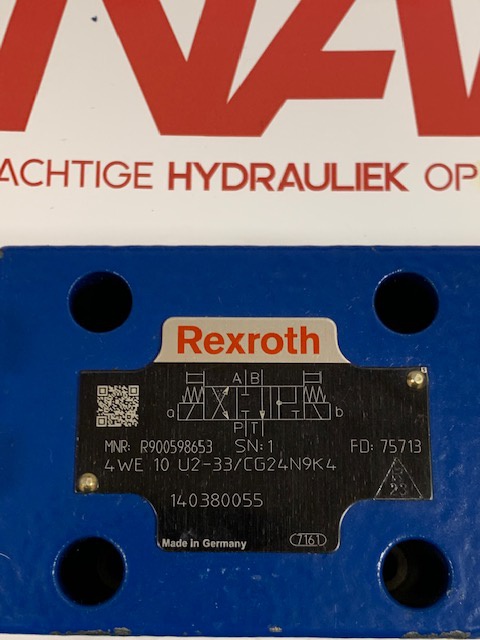 NAV
ACHTIGE HYDRAULIEK OP
Rexroth
A B
a b
P T
MNR: R900598653 SN: 1 FD: 75713
4WE 10 U2-33/CG24N9K4
140380055
Made in Germany 7161